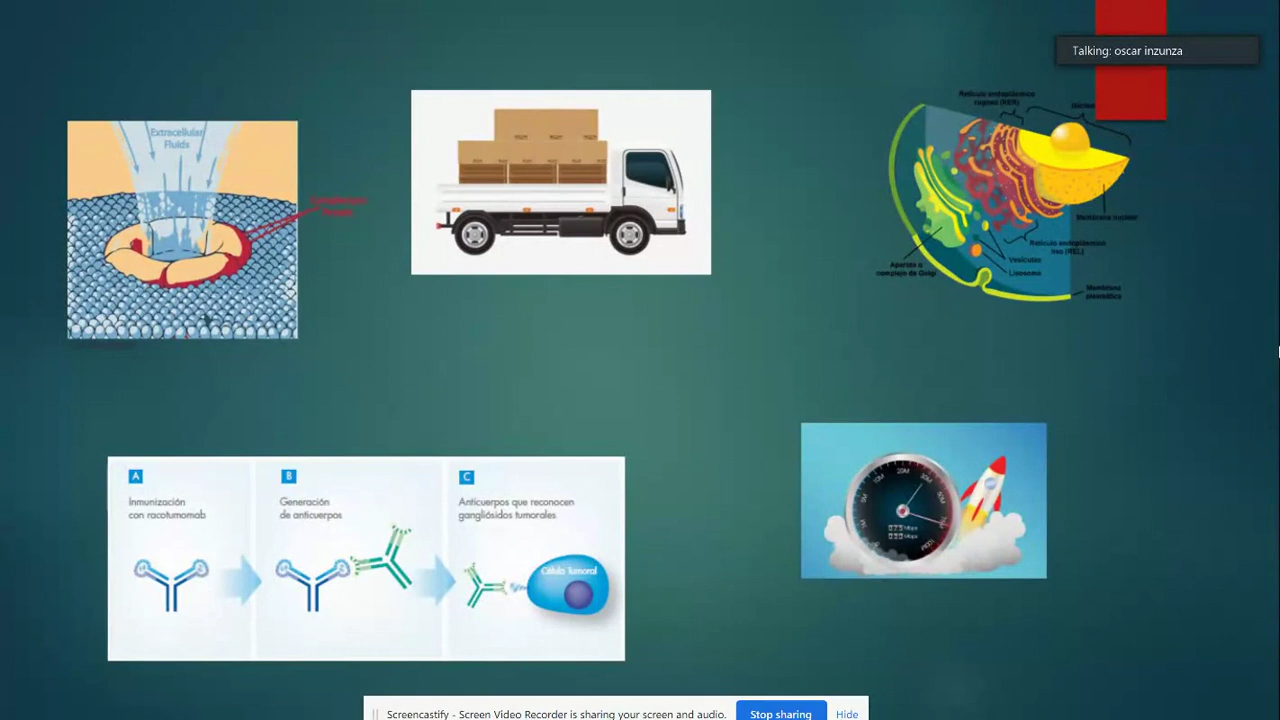 Talking: oscar inzunza
Extracellular
Fluids
Retículo endoplásmico
rugoso (RER)
Núcleo
Membrana nuclear
Retículo endoplásmico
liso (REL)
Vesículas
Lisosoma
Aparato o
complejo de Golgi
Membrana
plasmática
A
Inmunización
con racotumomab
B
Generación
de anticuerpos
C
Anticuerpos que reconocen
gangliósidos tumorales
Célula Tumoral
Screencastify - Screen Video Recorder is sharing your screen and audio.
Stop sharing
Hide